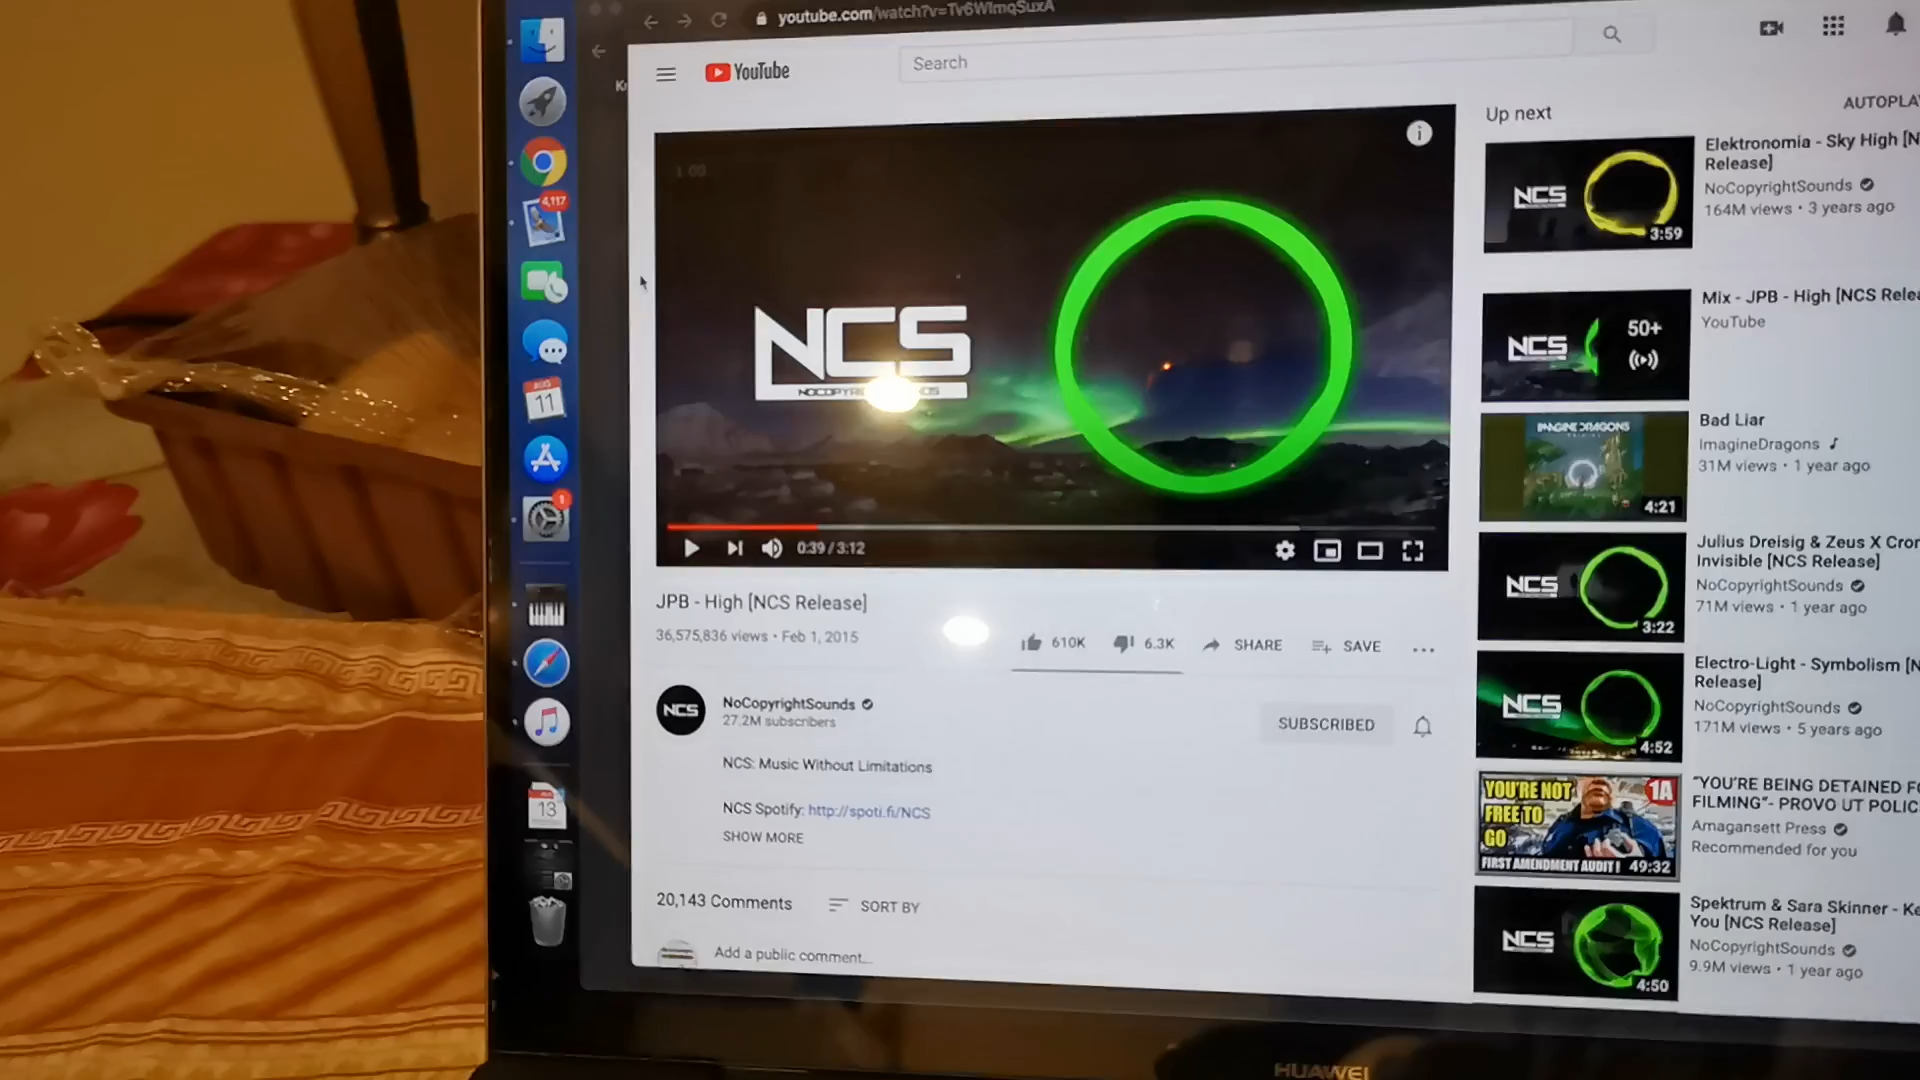 youtube.com/watch?v=Tv6WImqSuxA
YouTube
Search
NCS
0:39 / 3:12
JPB - High [NCS Release]
36,575,836 views • Feb 1, 2015
610K
6.3K
SHARE
SAVE
NCS
NoCopyrightSounds
27.2M subscribers
SUBSCRIBED
NCS: Music Without Limitations
NCS Spotify: http://spoti.fi/NCS
SHOW MORE
20,143 Comments
SORT BY
Add a public comment...
Up next
AUTOPLAY
NCS
3:59
Elektronomia - Sky High [N
Release]
NoCopyrightSounds
164M views • 3 years ago
NCS
50+
Mix - JPB - High [NCS Relea
YouTube
IMAGINE DRAGONS
4:21
Bad Liar
ImagineDragons
31M views • 1 year ago
NCS
3:22
Julius Dreisig & Zeus X Cron
Invisible [NCS Release]
NoCopyrightSounds
71M views • 1 year ago
NCS
4:52
Electro-Light - Symbolism [N
Release]
NoCopyrightSounds
171M views • 5 years ago
YOU'RE NOT
FREE TO
GO
1A
FIRST AMENDMENT AUDIT!
49:32
"YOU'RE BEING DETAINED FO
FILMING"- PROVO UT POLIC
Amagansett Press
Recommended for you
NCS
4:50
Spektrum & Sara Skinner - Ke
You [NCS Release]
NoCopyrightSounds
9.9M views • 1 year ago
4,117
AUG
11
1
13
HUAWEI